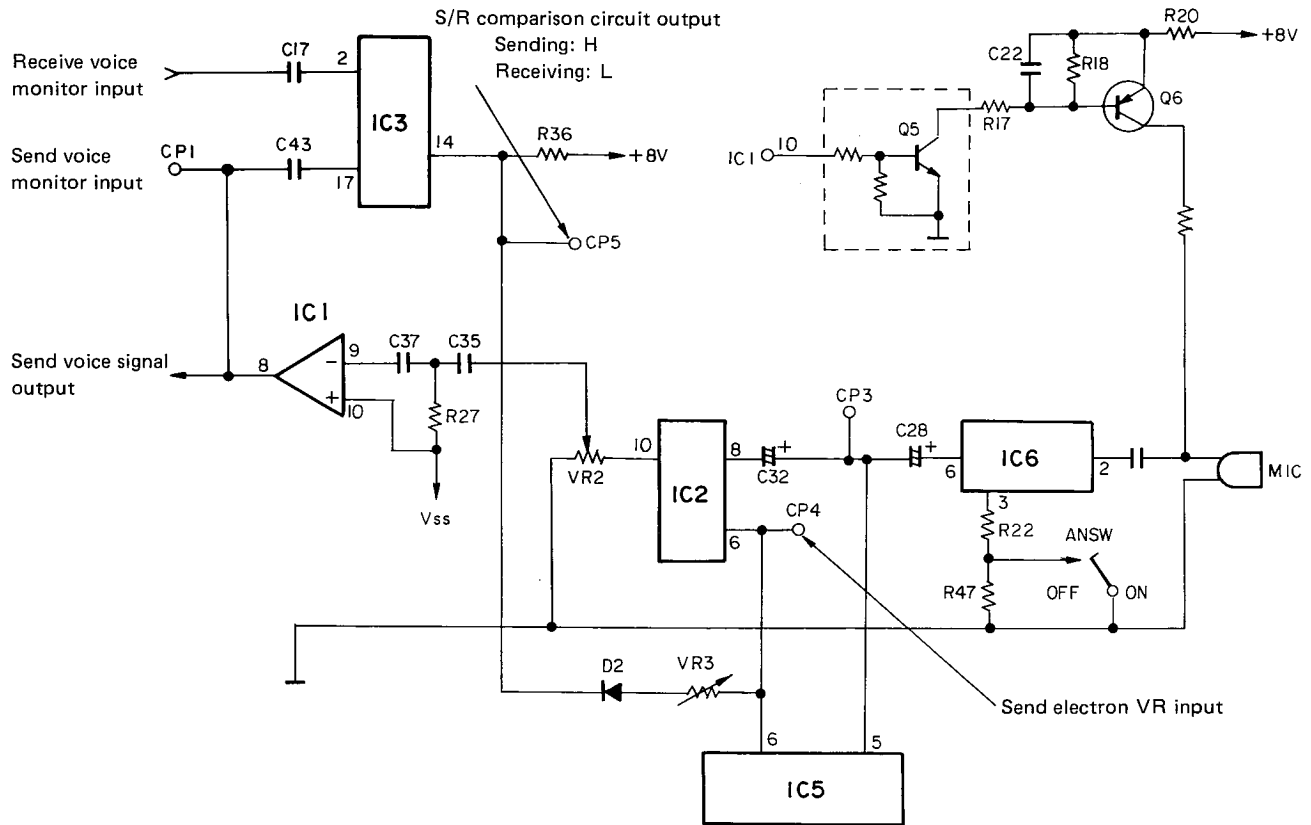 S/R comparison circuit output
Sending: H
Receiving: L
Receive voice
monitor input
C17
2
IC3
14
R36
+8V
Send voice
monitor input
CP1
C43
17
CP5
IC1
10
Q5
R17
C22
R18
R20
+8V
Q6
IC1
Send voice signal
output
8
9
10
−
+
C37
C35
R27
Vss
VR2
10
IC2
8
6
C32
+
CP3
C28
+
6
IC6
2
3
MIC
CP4
R22
R47
ANSW
OFF
ON
D2
VR3
Send electron VR input
6
5
IC5